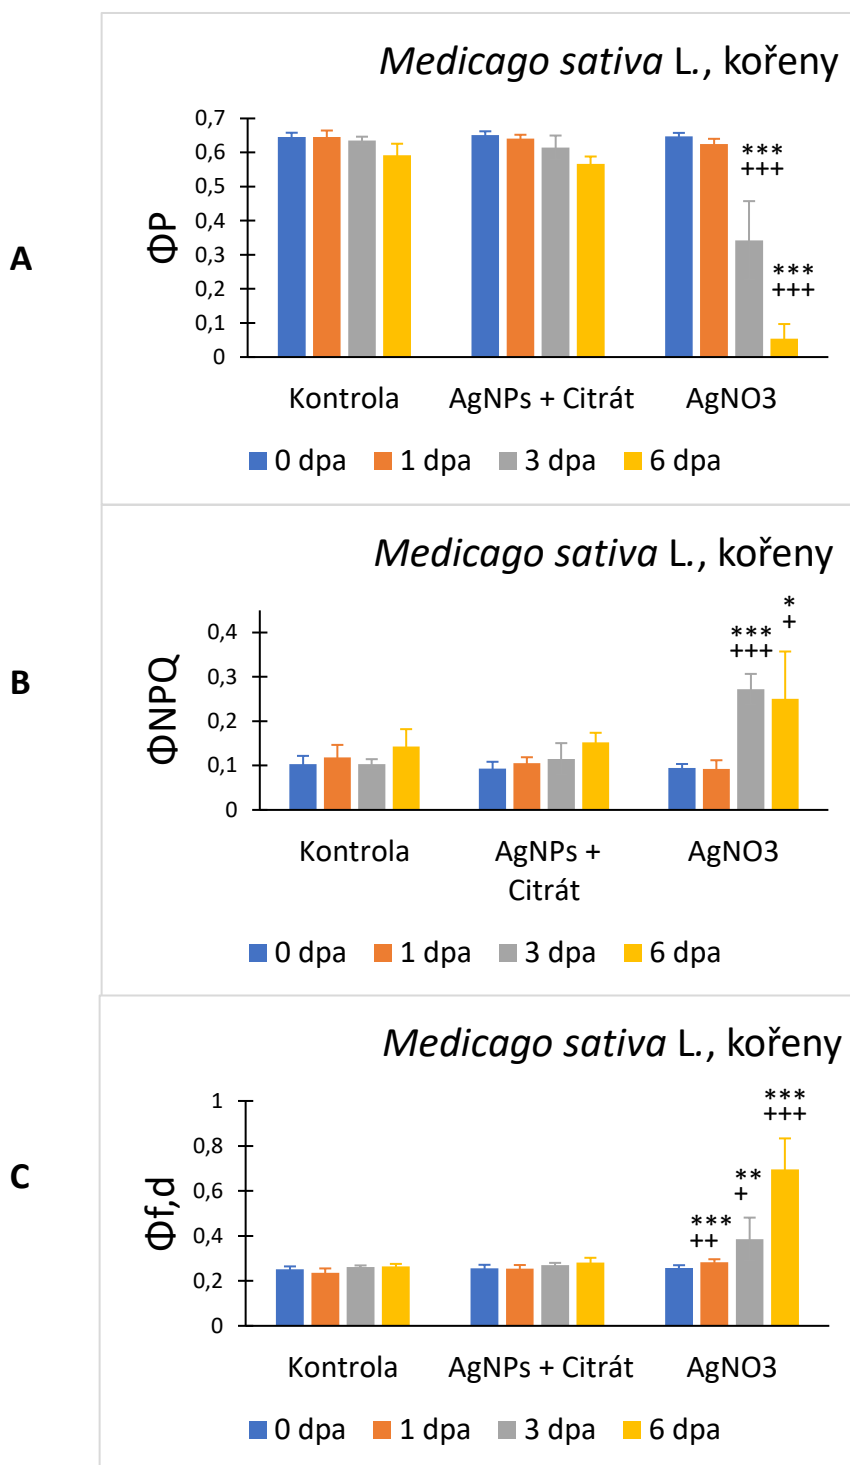 A
Medicago sativa L., kořeny
ΦP
0,7
0,6
0,5
0,4
0,3
0,2
0,1
0
***
+++
***
+++
Kontrola AgNPs + Citrát AgNO3
0 dpa 1 dpa 3 dpa 6 dpa
B
Medicago sativa L., kořeny
ΦNPQ
0,4
0,3
0,2
0,1
0
***
+++
*
+
Kontrola AgNPs + Citrát AgNO3
0 dpa 1 dpa 3 dpa 6 dpa
C
Medicago sativa L., kořeny
Φf,d
1
0,8
0,6
0,4
0,2
0
***
++
**
+
***
+++
Kontrola AgNPs + Citrát AgNO3
0 dpa 1 dpa 3 dpa 6 dpa